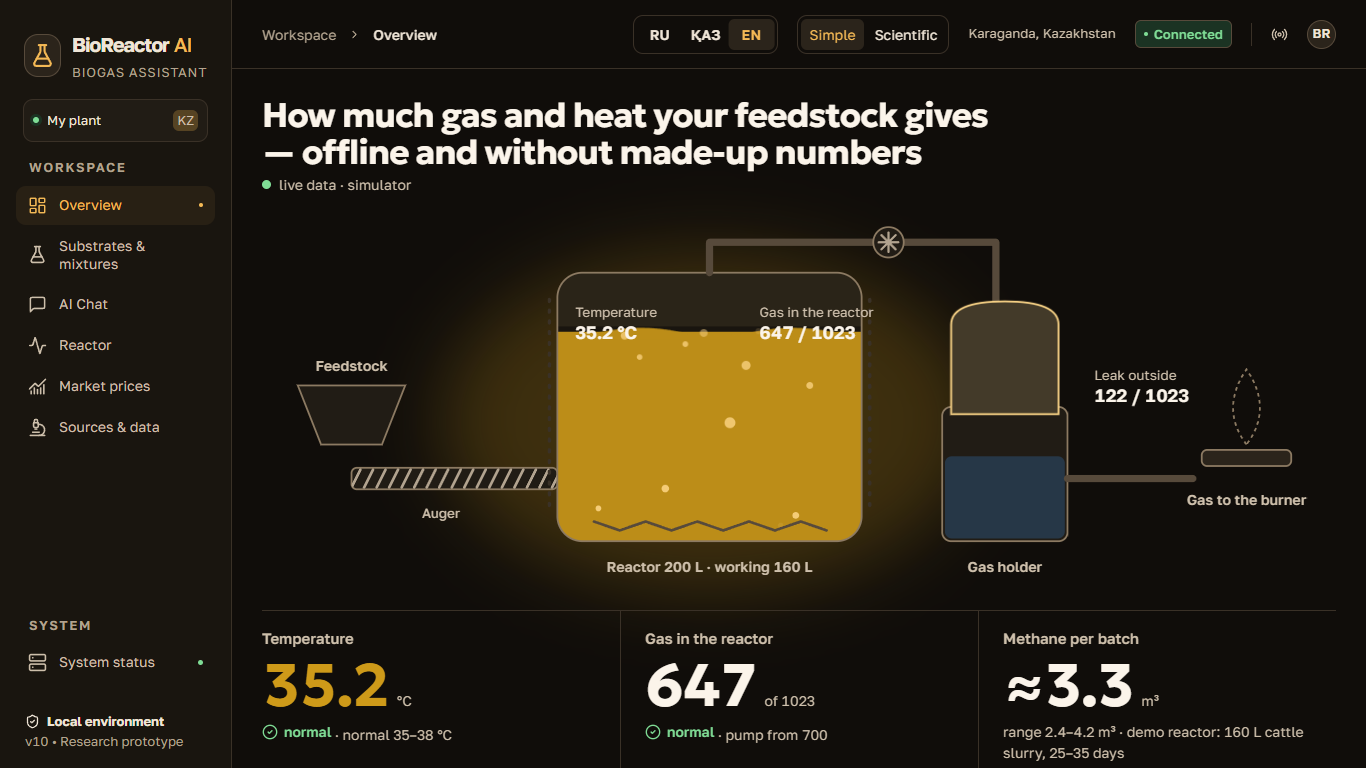 BioReactor AI
BIOGAS ASSISTANT
My plant KZ
WORKSPACE
Overview
Substrates &
mixtures
AI Chat
Reactor
Market prices
Sources & data
SYSTEM
System status
Local environment
v10 • Research prototype
Workspace › Overview
RU ҚАЗ EN
Simple Scientific
Karaganda, Kazakhstan
• Connected
BR
How much gas and heat your feedstock gives
— offline and without made-up numbers
live data · simulator
Temperature
35.2 °C
Gas in the reactor
647 / 1023
Feedstock
Leak outside
122 / 1023
Auger
Gas to the burner
Reactor 200 L · working 160 L
Gas holder
Temperature
35.2 °C
normal · normal 35–38 °C
Gas in the reactor
647 of 1023
normal · pump from 700
Methane per batch
≈3.3 m³
range 2.4–4.2 m³ · demo reactor: 160 L cattle
slurry, 25–35 days